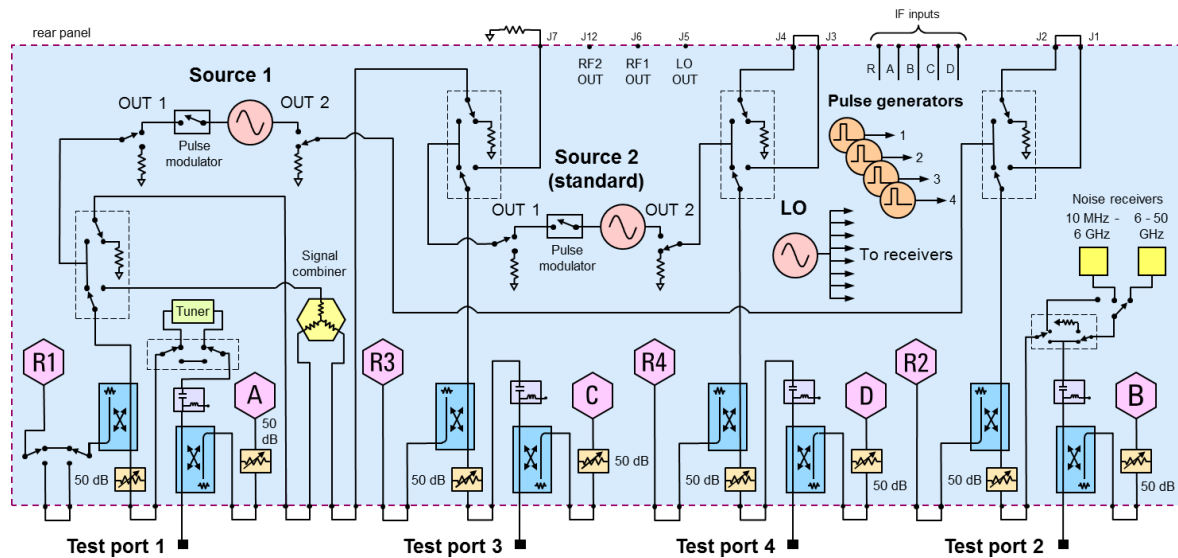 rear panel
J7
J12
J6
J5
J4
J3
IF inputs
J2
J1
RF2
OUT
RF1
OUT
LO
OUT
R
A
B
C
D
Source 1
OUT 1
OUT 2
Pulse
modulator
Pulse generators
1
2
3
4
Source 2
(standard)
OUT 1
OUT 2
Pulse
modulator
LO
To receivers
Noise receivers
10 MHz -
6 GHz
6 - 50
GHz
Signal
combiner
Tuner
R1
A
50
dB
R3
C
R4
D
R2
B
50 dB
50 dB
50 dB
50 dB
50 dB
50 dB
50 dB
Test port 1
Test port 3
Test port 4
Test port 2